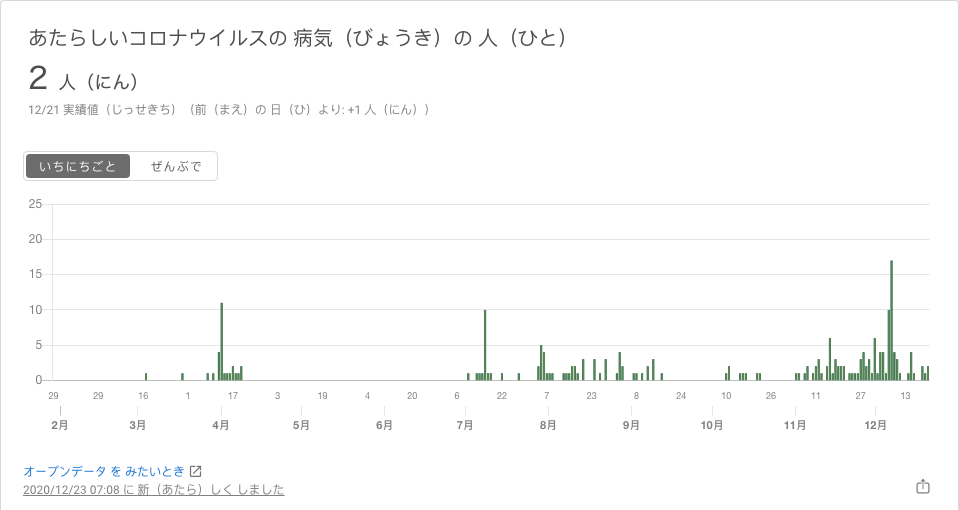 あたらしいコロナウイルスの 病気（びょうき）の 人（ひと）
2 人（にん）
12/21 実績値（じっせきち）（前（まえ）の 日（ひ）より: +1 人（にん））
いちにちごと ぜんぶで
25
20
15
10
5
0
29 29 16 1 17 3 19 4 20 6 22 7 23 8 24 10 26 11 27 13
2月 3月 4月 5月 6月 7月 8月 9月 10月 11月 12月
オープンデータ を みたいとき
2020/12/23 07:08 に 新（あたら）しく しました